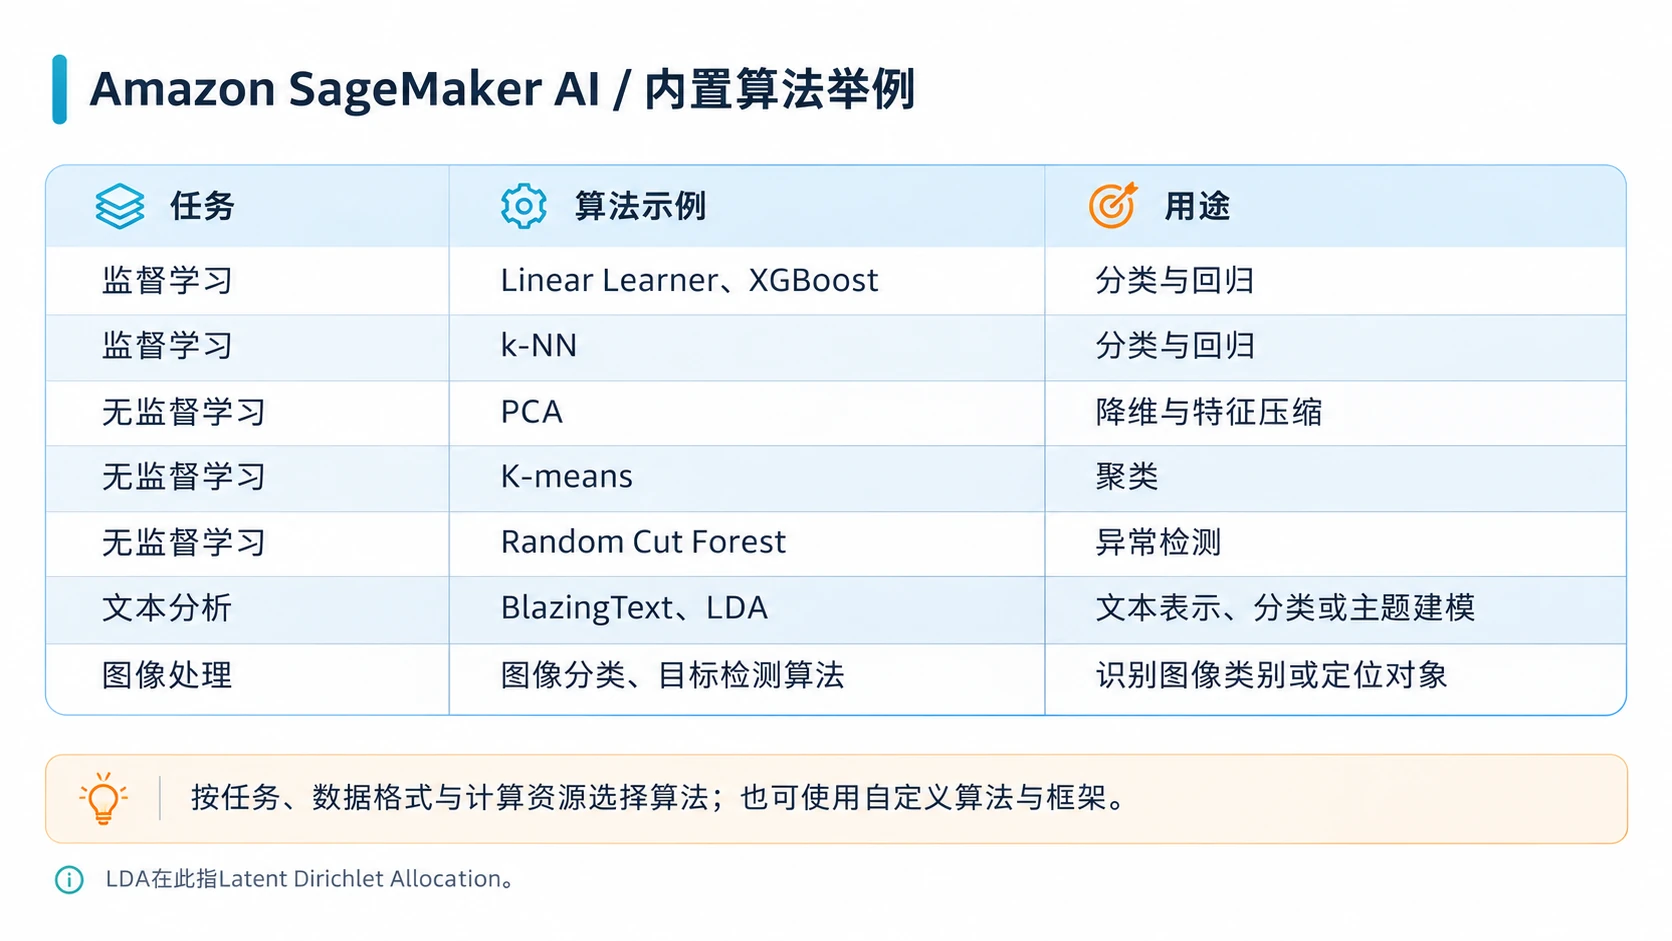 Amazon SageMaker AI / 内置算法举例
任务 算法示例 用途
监督学习 Linear Learner、XGBoost 分类与回归
监督学习 k-NN 分类与回归
无监督学习 PCA 降维与特征压缩
无监督学习 K-means 聚类
无监督学习 Random Cut Forest 异常检测
文本分析 BlazingText、LDA 文本表示、分类或主题建模
图像处理 图像分类、目标检测算法 识别图像类别或定位对象
按任务、数据格式与计算资源选择算法；也可使用自定义算法与框架。
LDA在此指Latent Dirichlet Allocation。